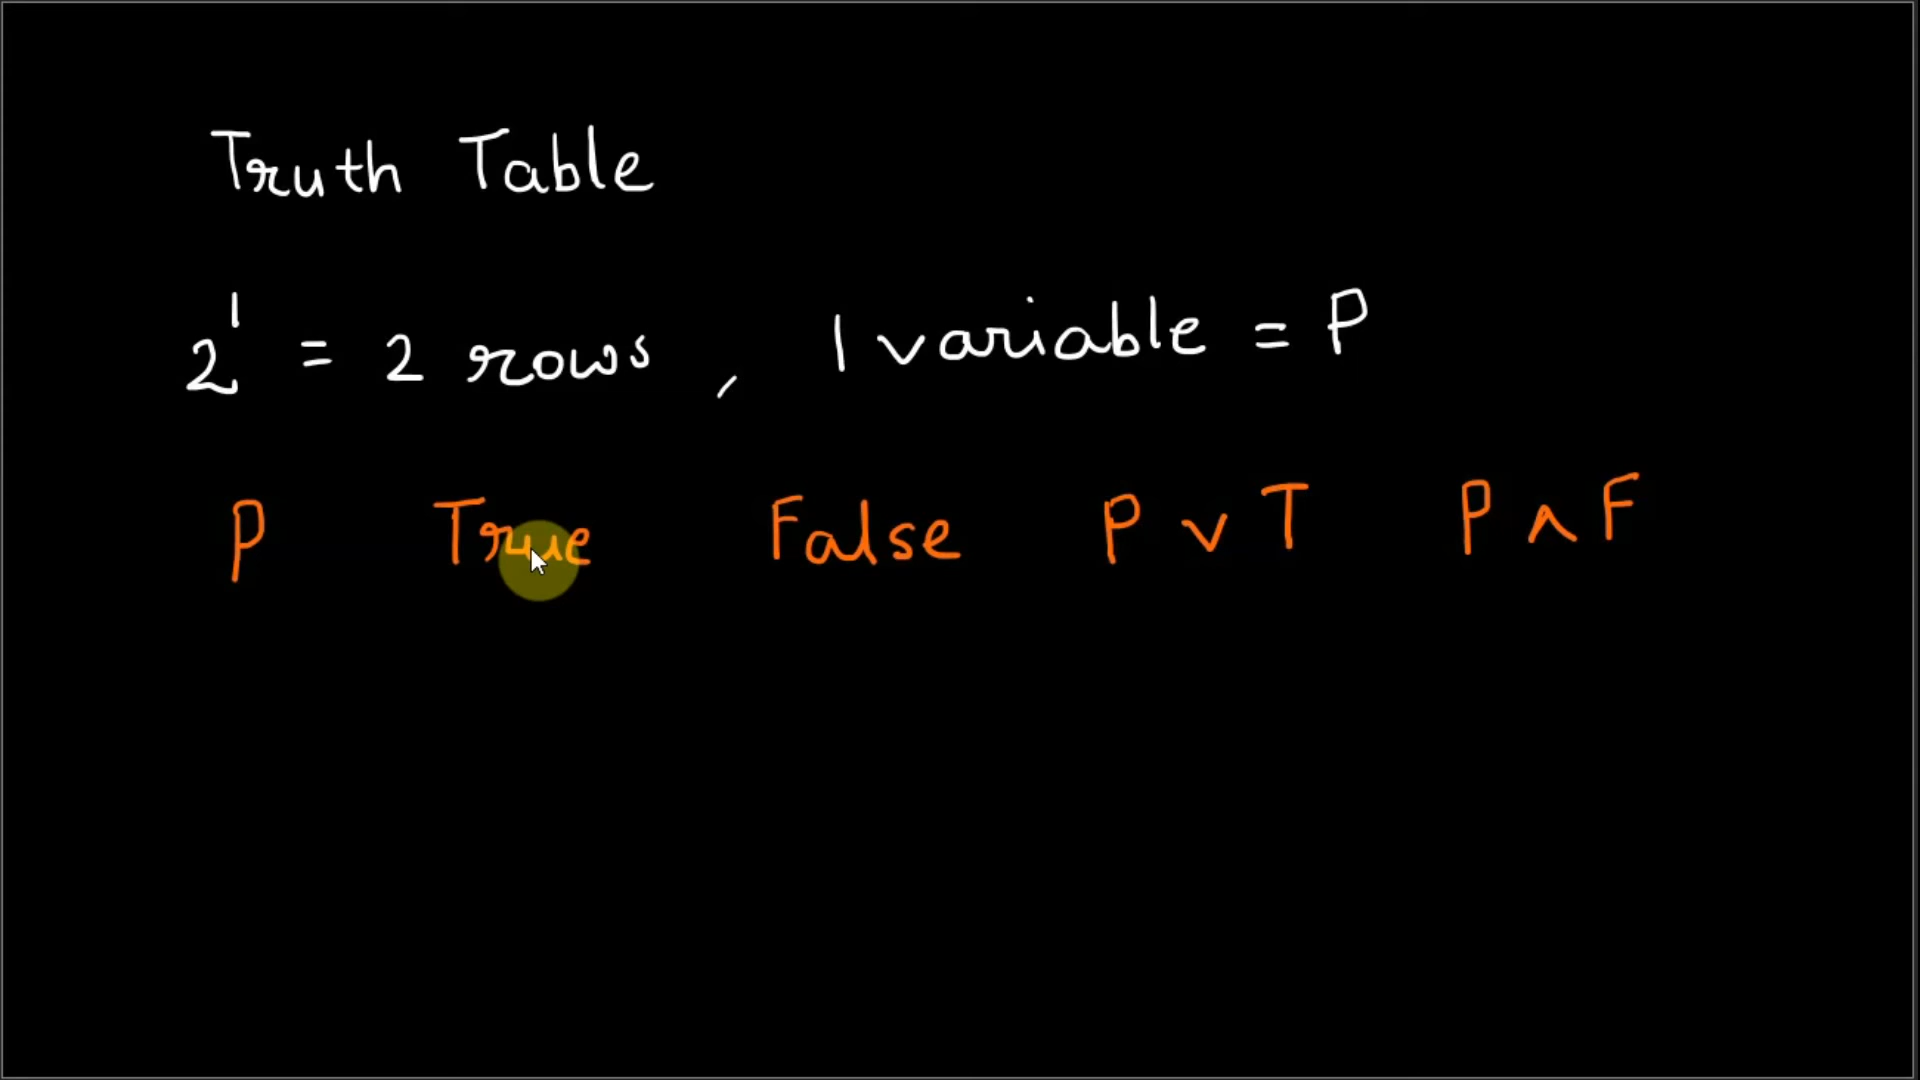 Truth Table
2¹ = 2 rows , 1 variable = P
P True False P ∨ T P ∧ F